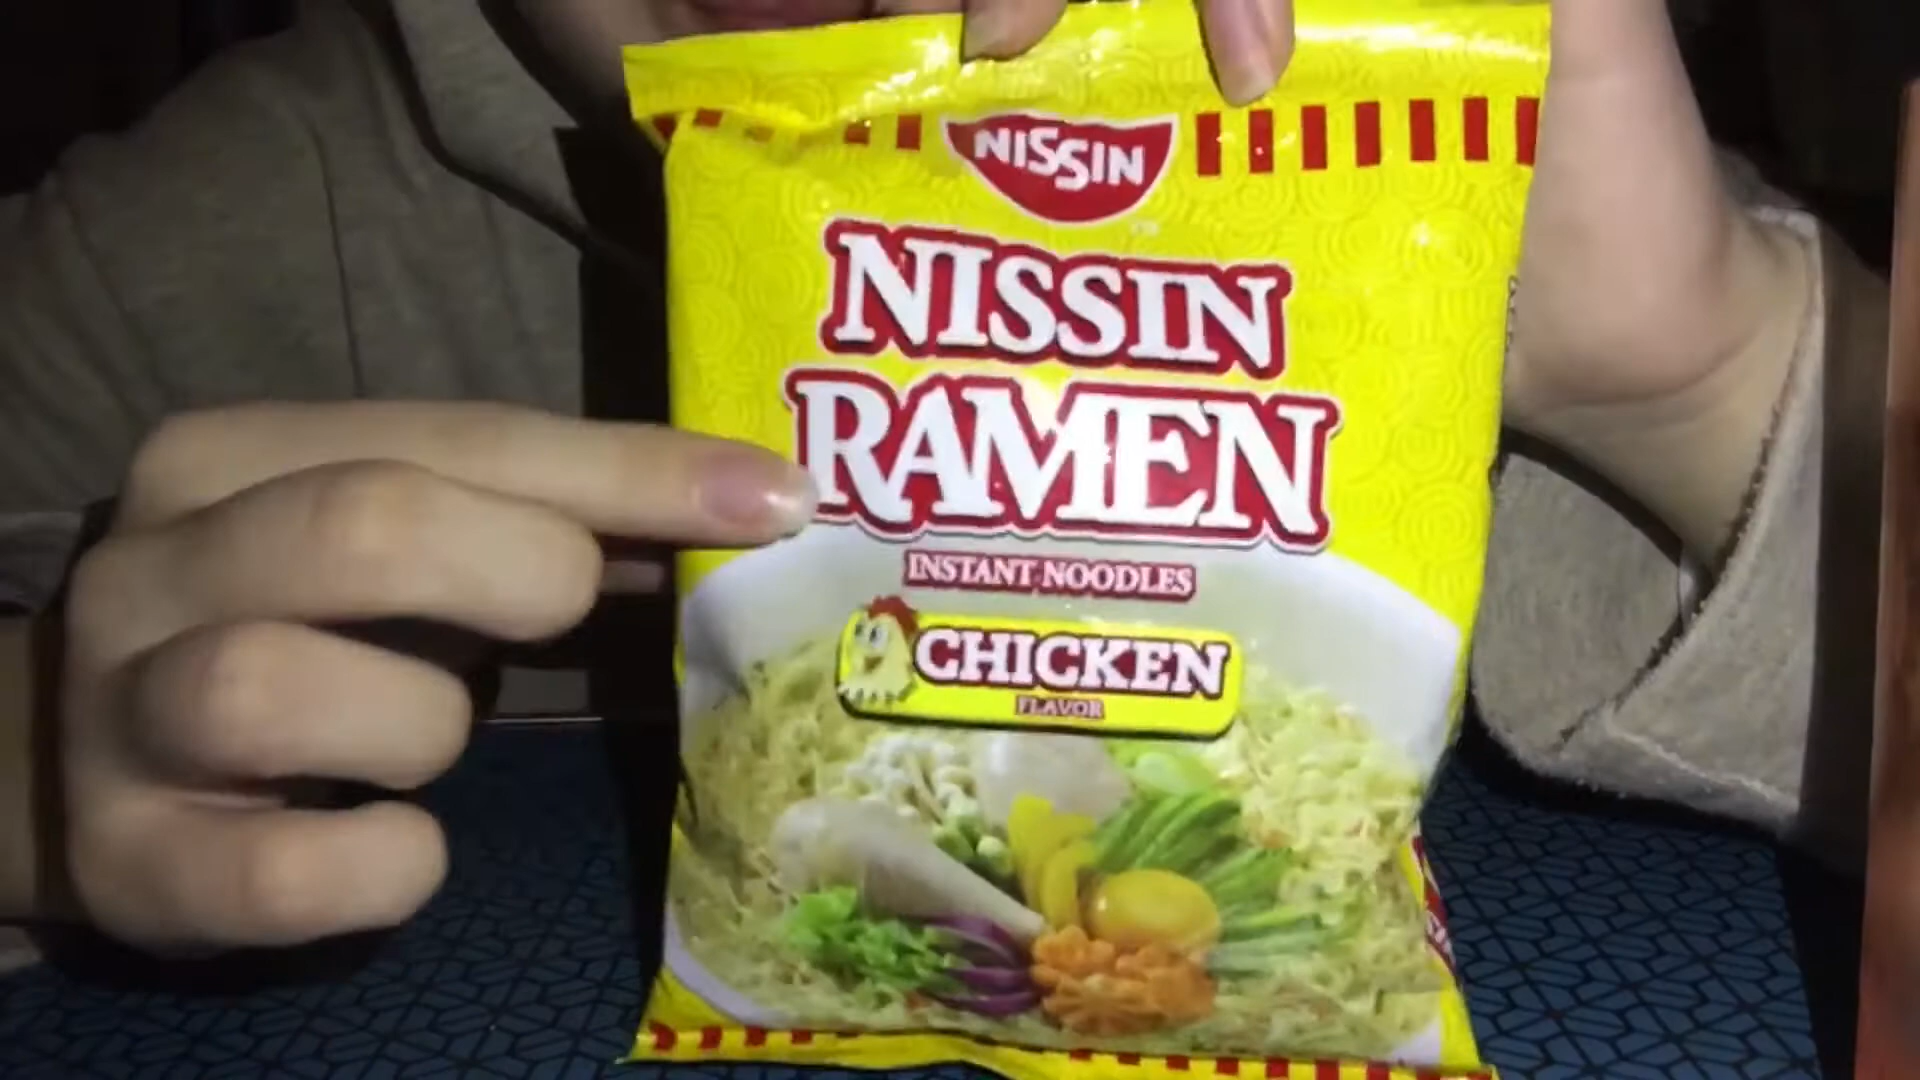 NISSIN
NISSIN
RAMEN
INSTANT NOODLES
CHICKEN
FLAVOR